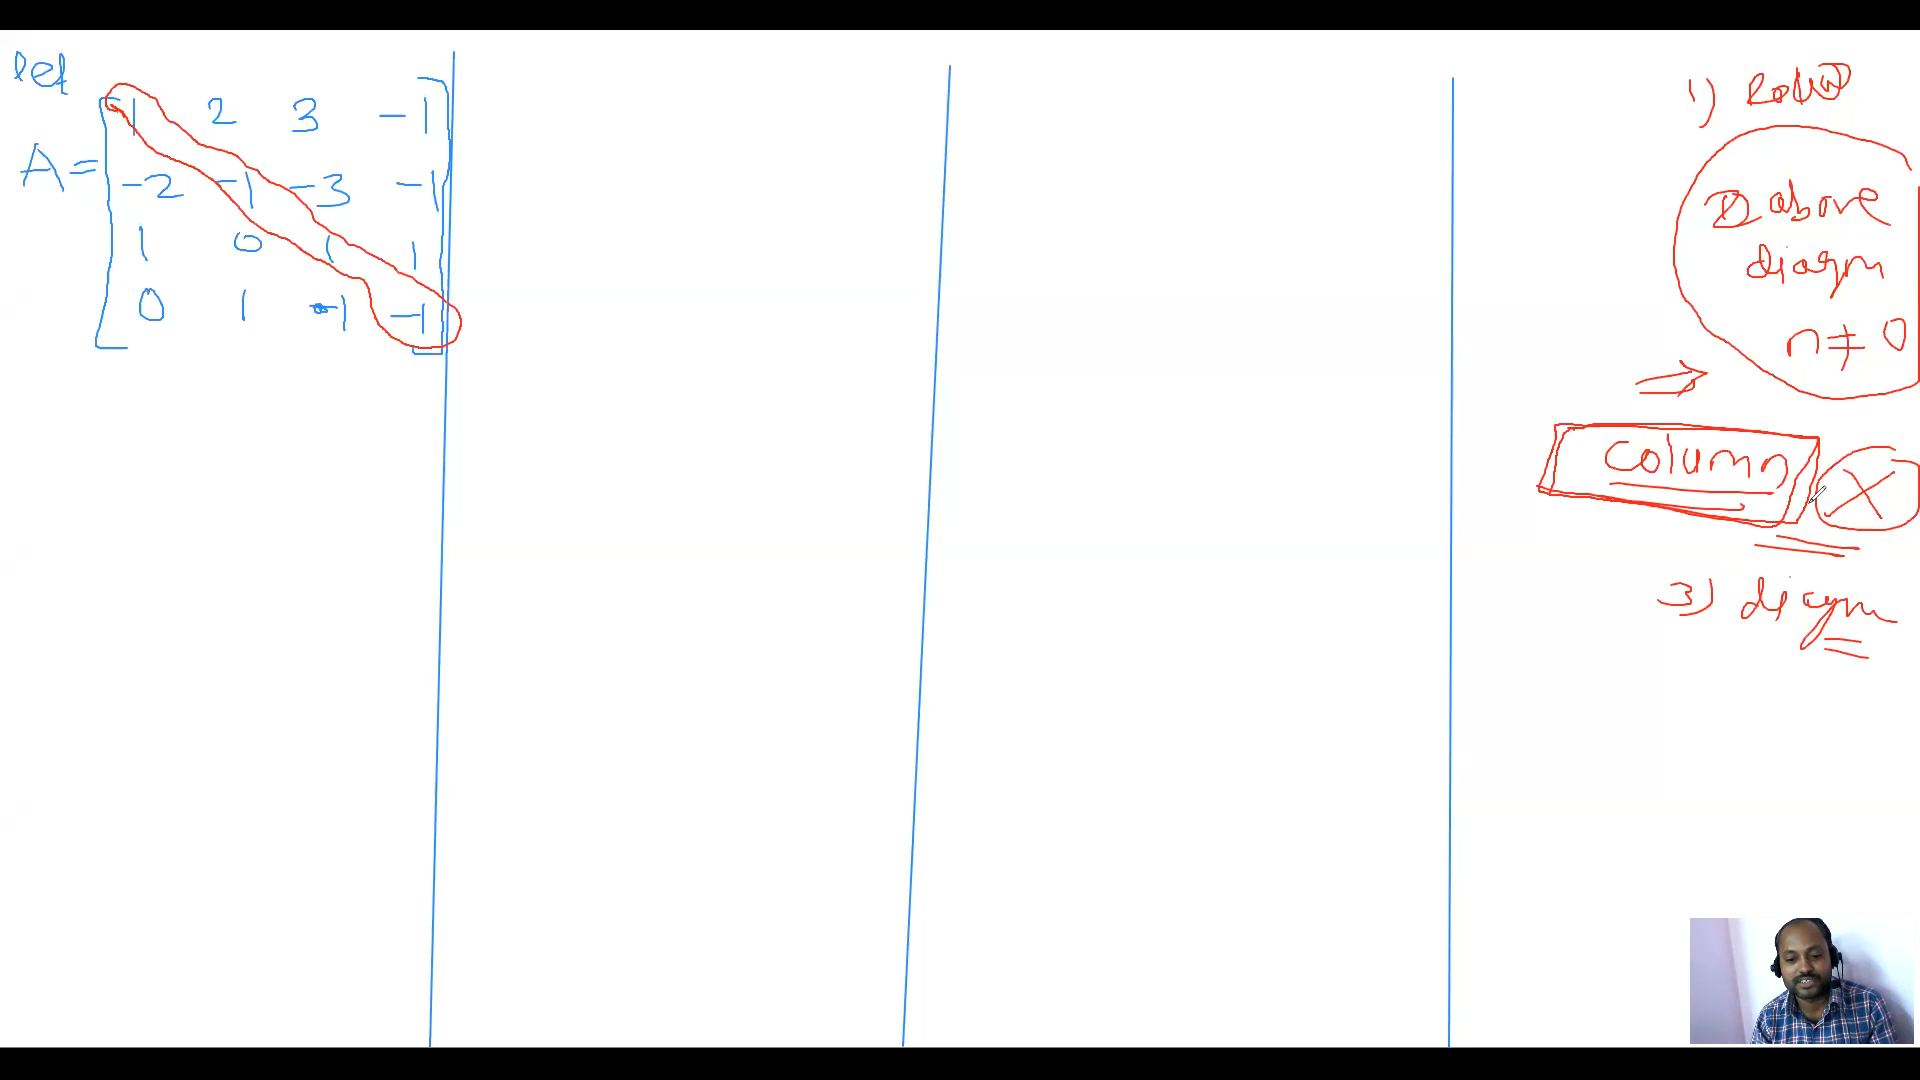 let
A =
1 2 3 -1
-2 -1 -3 -1
1 0 1 1
0 1 -1 -1
1)
2) above
diagm
n ≠ 0
⇒
column X
3) diagm